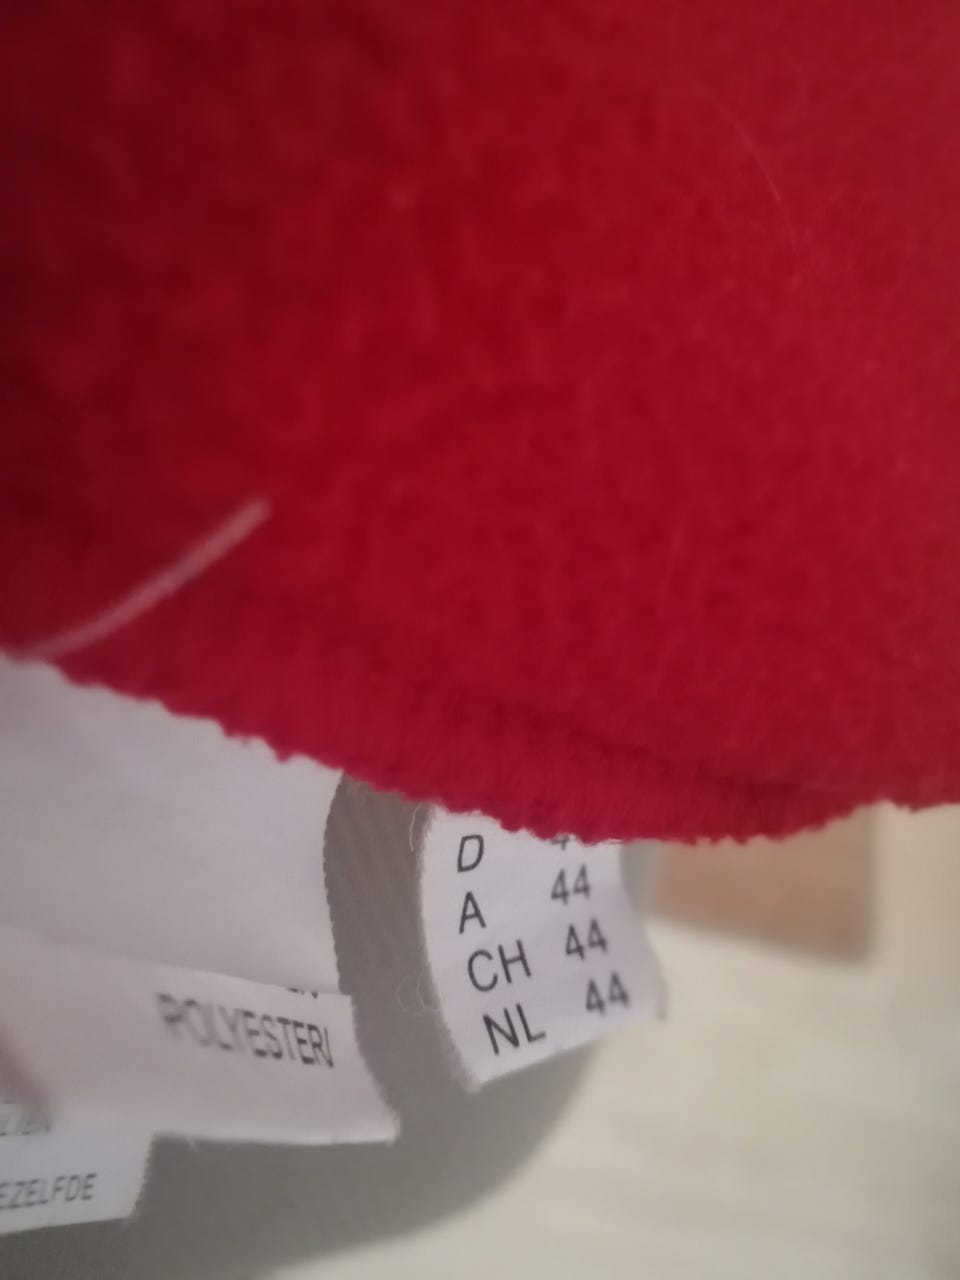 D
A 44
CH 44
NL 44
POLYESTER/
EZELFDE